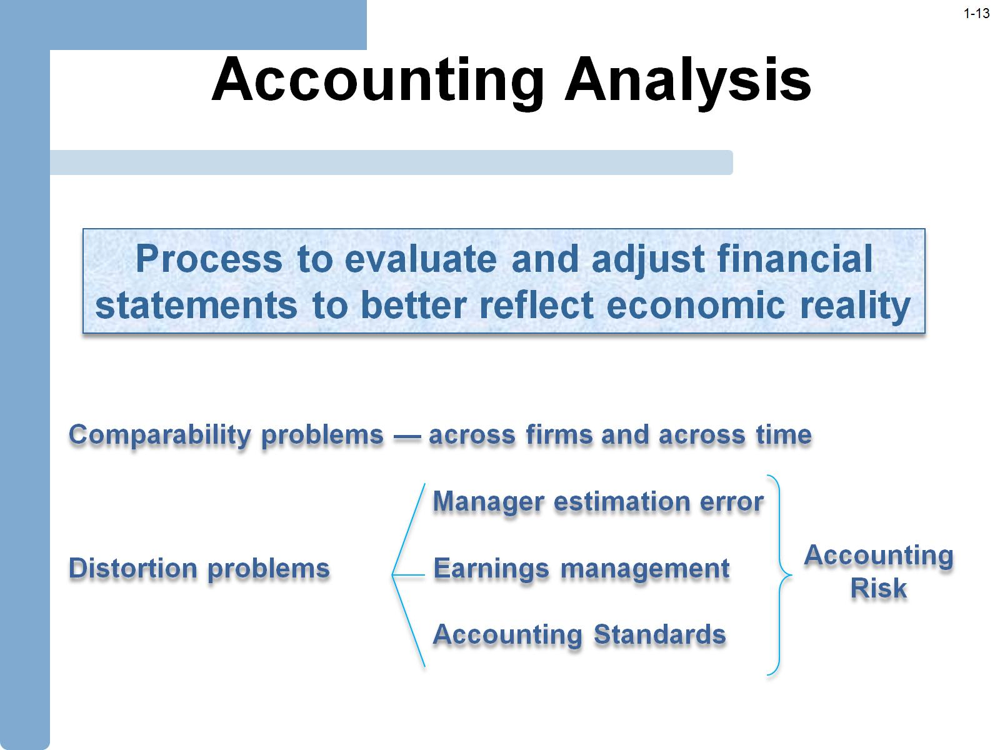 1-13
Accounting Analysis
Process to evaluate and adjust financial
statements to better reflect economic reality
Comparability problems — across firms and across time
Manager estimation error
Distortion problems
Earnings management
Accounting Standards
Accounting
Risk